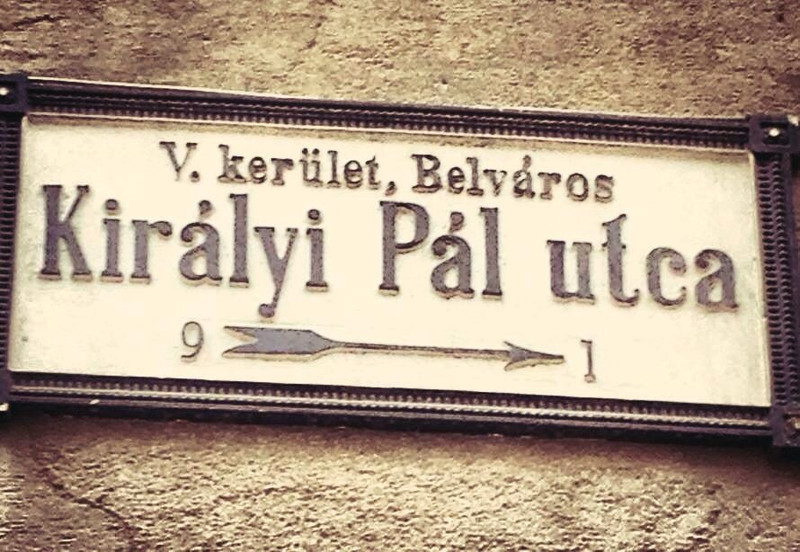 V. kerület, Belváros
Királyi Pál utca
9 1